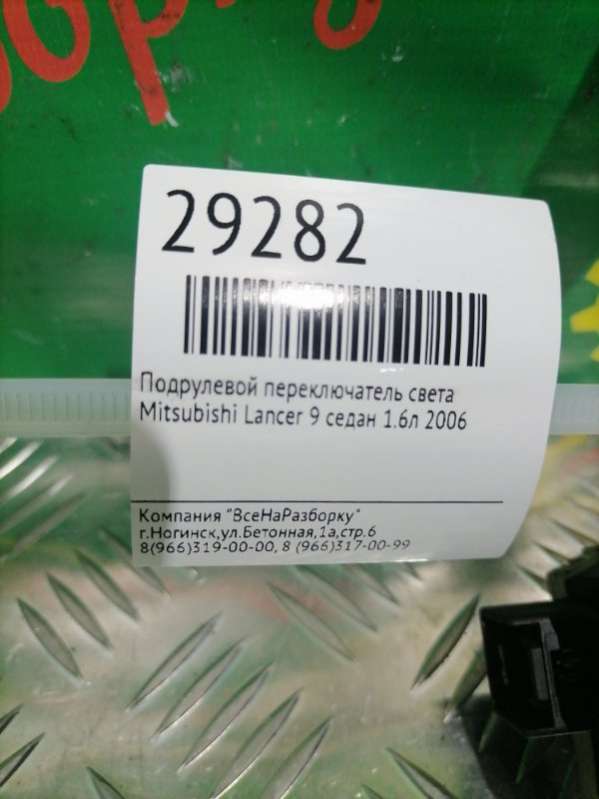 29282
Подрулевой переключатель света
Mitsubishi Lancer 9 седан 1.6л 2006
Компания "ВсеНаРазборку"
г.Ногинск,ул.Бетонная,1а,стр.6
8(966)319-00-00, 8 (966)317-00-99